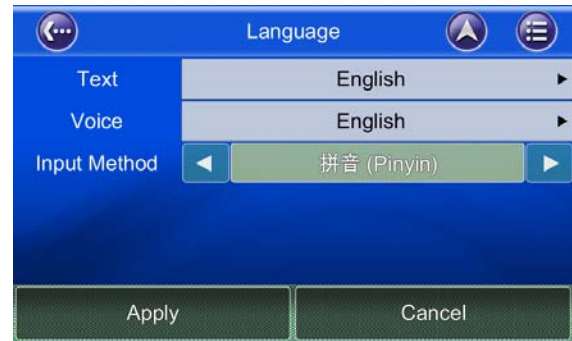 Language
Text English
Voice English
Input Method 拼音 (Pinyin)
Apply Cancel